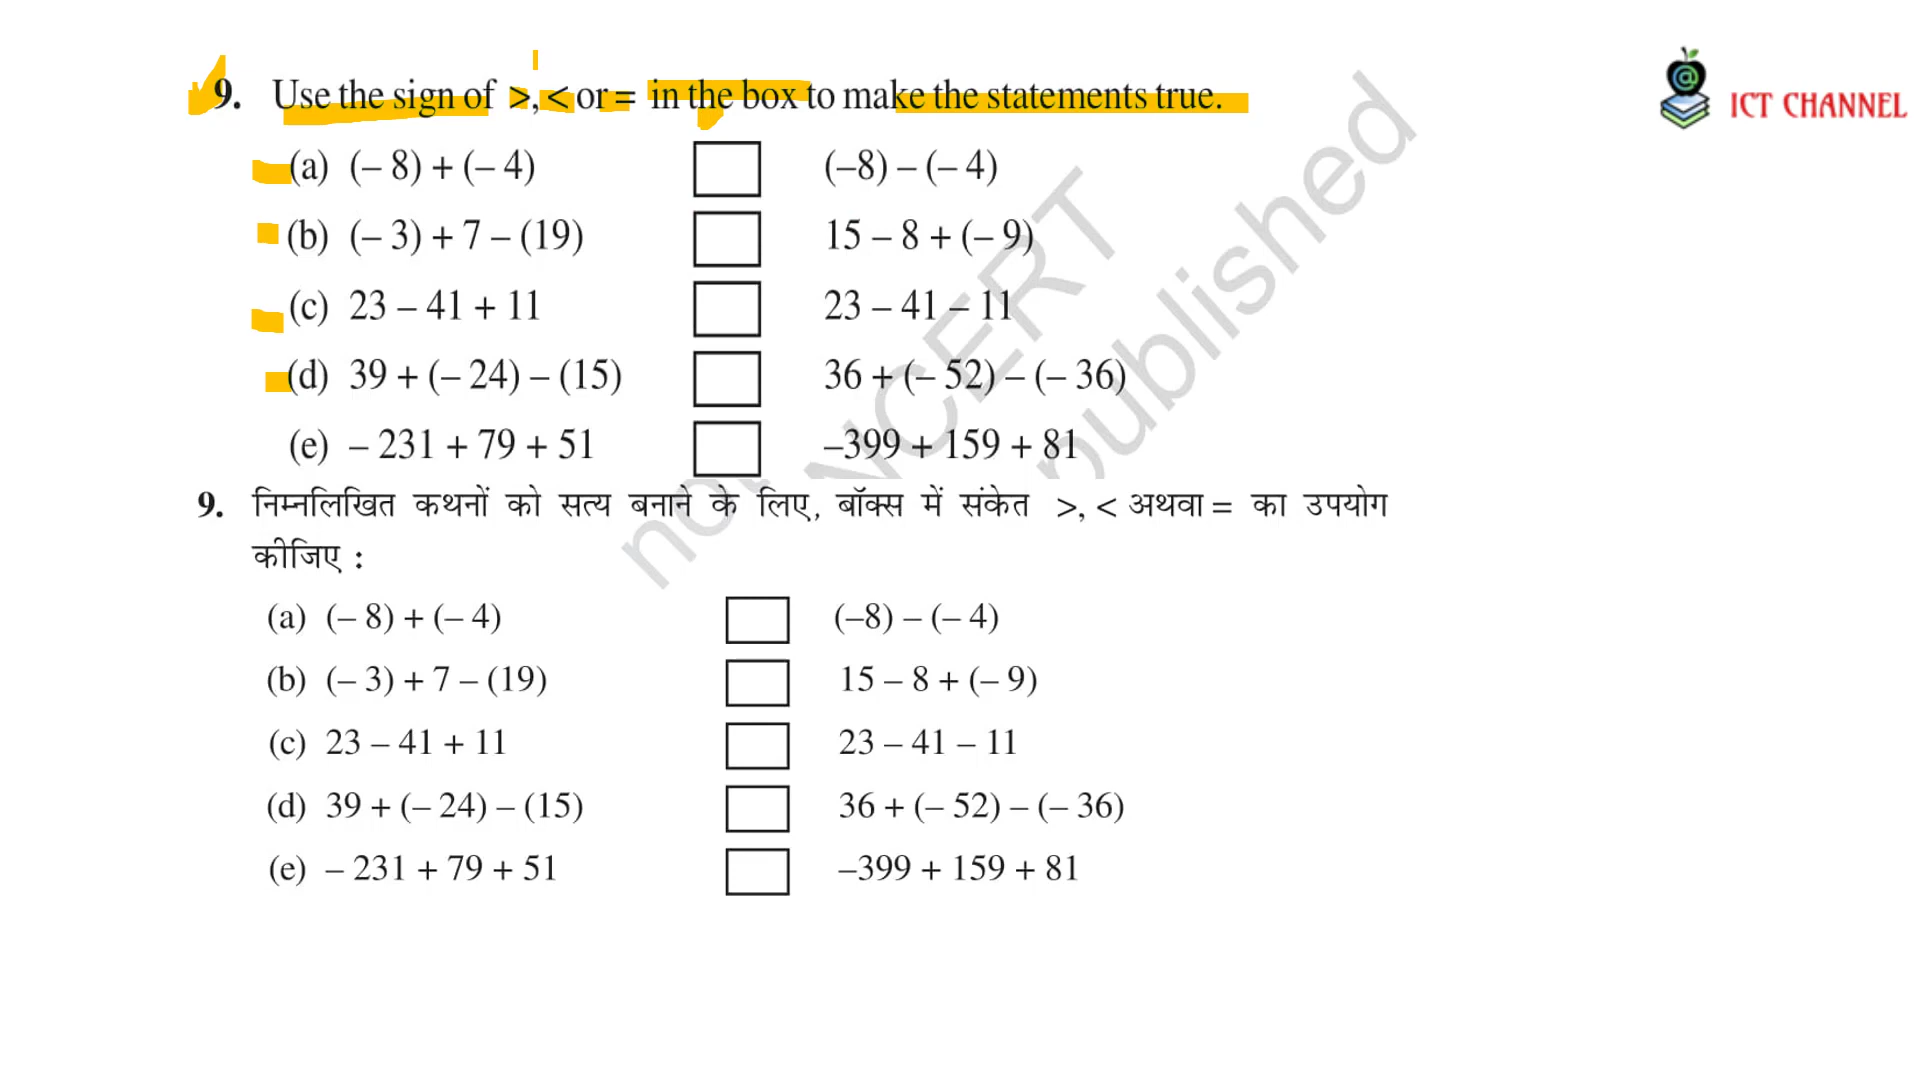 9. Use the sign of >, < or = in the box to make the statements true.
ICT CHANNEL
(a) (– 8) + (– 4) (–8) – (– 4)
(b) (– 3) + 7 – (19) 15 – 8 + (– 9)
(c) 23 – 41 + 11 23 – 41 – 11
(d) 39 + (– 24) – (15) 36 + (– 52) – (– 36)
(e) – 231 + 79 + 51 –399 + 159 + 81
9. निम्नलिखित कथनों को सत्य बनाने के लिए, बॉक्स में संकेत >, < अथवा = का उपयोग
कीजिए :
(a) (– 8) + (– 4) (–8) – (– 4)
(b) (– 3) + 7 – (19) 15 – 8 + (– 9)
(c) 23 – 41 + 11 23 – 41 – 11
(d) 39 + (– 24) – (15) 36 + (– 52) – (– 36)
(e) – 231 + 79 + 51 –399 + 159 + 81
NCERT
published